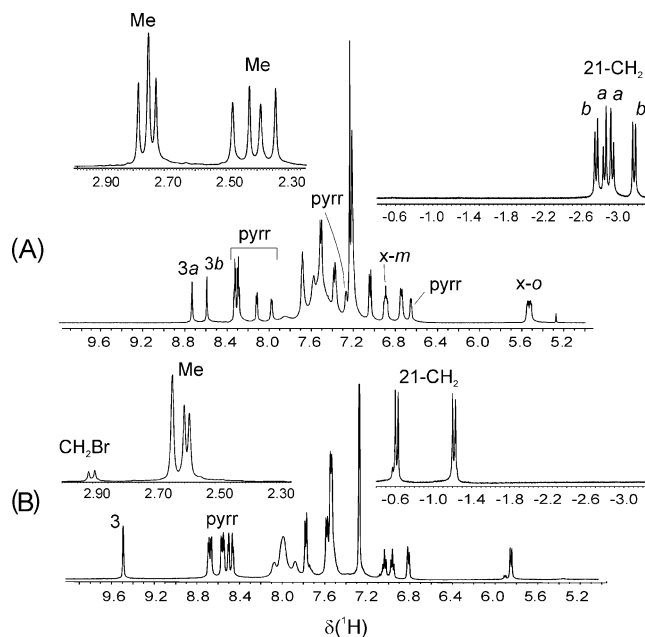 Me
Me
21-CH₂
b a a b
2.90 2.70 2.50 2.30
-0.6 -1.0 -1.4 -1.8 -2.2 -2.6 -3.0
(A)
pyrr
pyrr
3a 3b
x-m
pyrr
x-o
9.6 9.2 8.8 8.4 8.0 7.6 7.2 6.8 6.4 6.0 5.6 5.2
Me
21-CH₂
CH₂Br
2.90 2.70 2.50 2.30
-0.6 -1.0 -1.4 -1.8 -2.2 -2.6 -3.0
(B)
3
pyrr
9.6 9.2 8.8 8.4 8.0 7.6 7.2 6.8 6.4 6.0 5.6 5.2
δ(¹H)